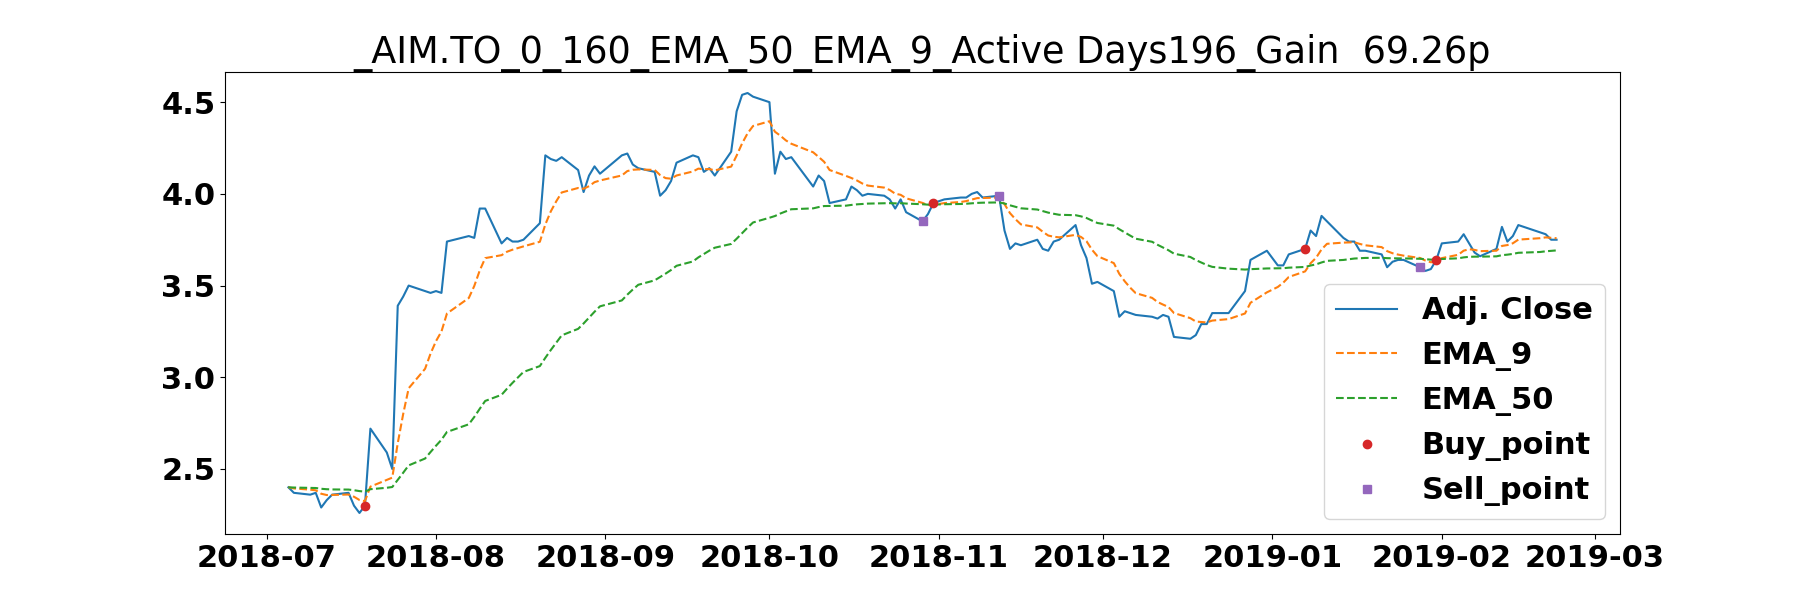 _AIM.TO_0_160_EMA_50_EMA_9_Active Days196_Gain  69.26p
4.5
4.0
3.5
3.0
2.5
Adj. Close
EMA_9
EMA_50
Buy_point
Sell_point
2018-07 2018-08 2018-09 2018-10 2018-11 2018-12 2019-01 2019-02 2019-03